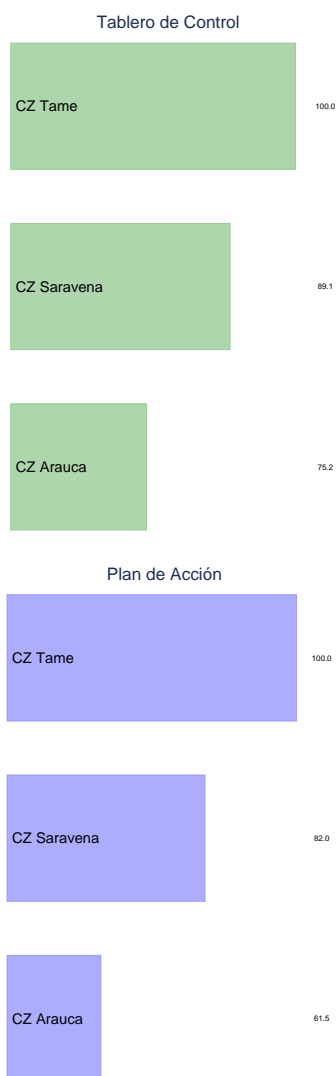 Tablero de Control
CZ Tame 100.0
CZ Saravena 89.1
CZ Arauca 75.2
Plan de Acción
CZ Tame 100.0
CZ Saravena 82.0
CZ Arauca 61.5